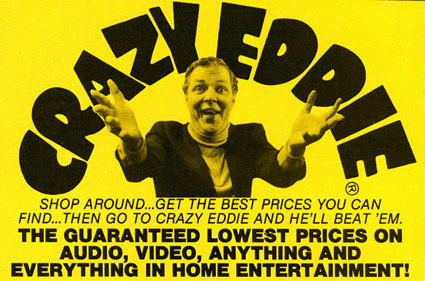 CRAZY EDDIE®
SHOP AROUND...GET THE BEST PRICES YOU CAN
FIND...THEN GO TO CRAZY EDDIE AND HE'LL BEAT 'EM.
THE GUARANTEED LOWEST PRICES ON
AUDIO, VIDEO, ANYTHING AND
EVERYTHING IN HOME ENTERTAINMENT!